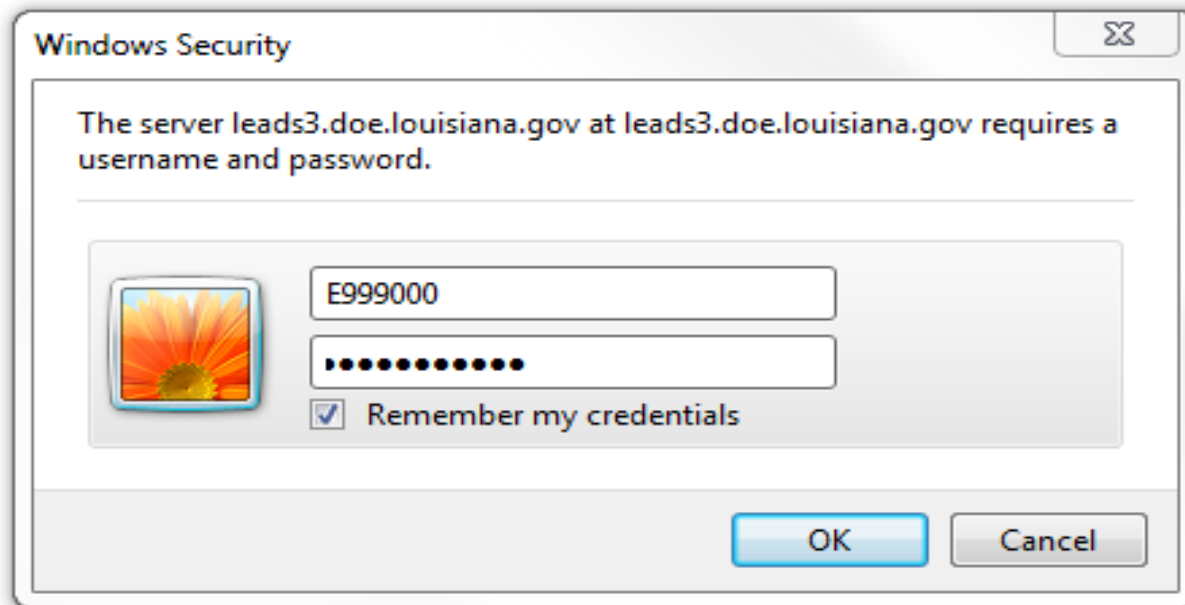 Windows Security
The server leads3.doe.louisiana.gov at leads3.doe.louisiana.gov requires a
username and password.
E999000
●●●●●●●●●●●●
Remember my credentials
OK
Cancel